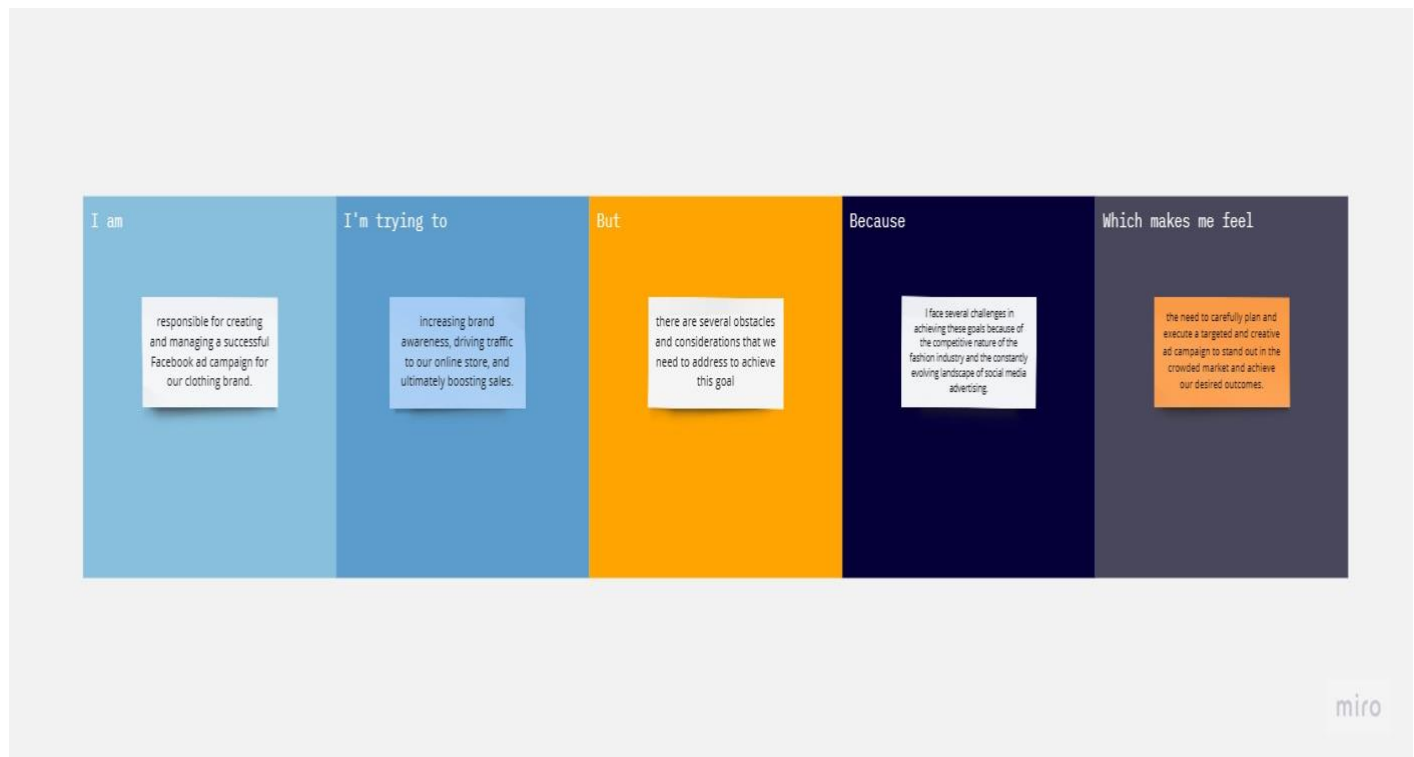 I am
responsible for creating
and managing a successful
Facebook ad campaign for
our clothing brand.
I'm trying to
increasing brand
awareness, driving traffic
to our online store, and
ultimately boosting sales.
But
there are several obstacles
and considerations that we
need to address to achieve
this goal
Because
I face several challenges in
achieving these goals because of
the competitive nature of the
fashion industry and the constantly
evolving landscape of social media
advertising.
Which makes me feel
the need to carefully plan and
execute a targeted and creative
ad campaign to stand out in the
crowded market and achieve
our desired outcomes.
miro